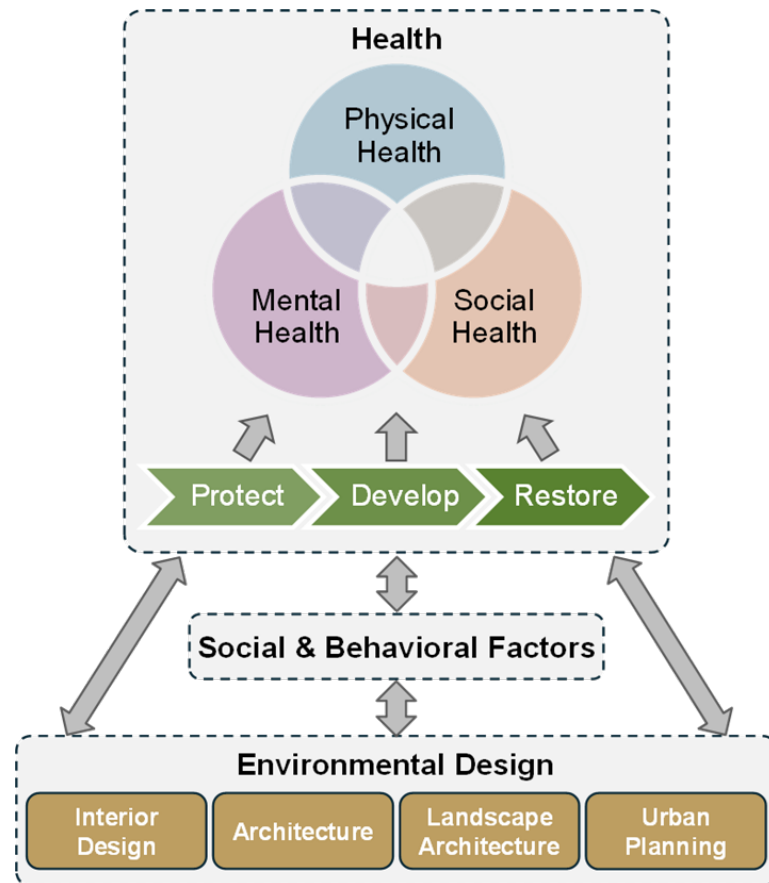 Health
Physical
Health
Mental
Health
Social
Health
Protect
Develop
Restore
Social & Behavioral Factors
Environmental Design
Interior
Design
Architecture
Landscape
Architecture
Urban
Planning